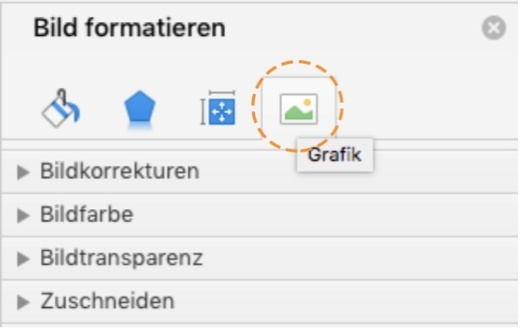 Bild formatieren
Grafik
Bildkorrekturen
Bildfarbe
Bildtransparenz
Zuschneiden